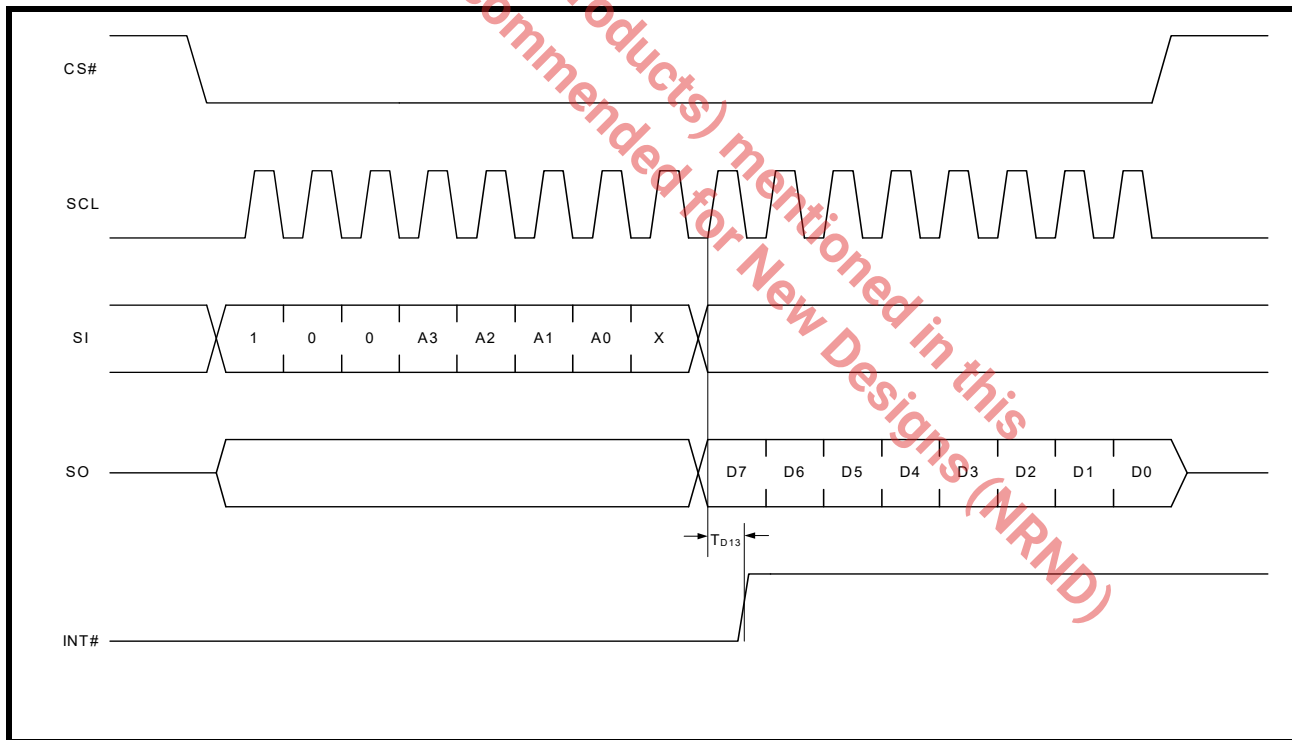 roducts) mentioned in this
commended for New Designs (NRND)
CS#
SCL
SI
1 0 0 A3 A2 A1 A0 X
SO
D7 D6 D5 D4 D3 D2 D1 D0
TD13
INT#